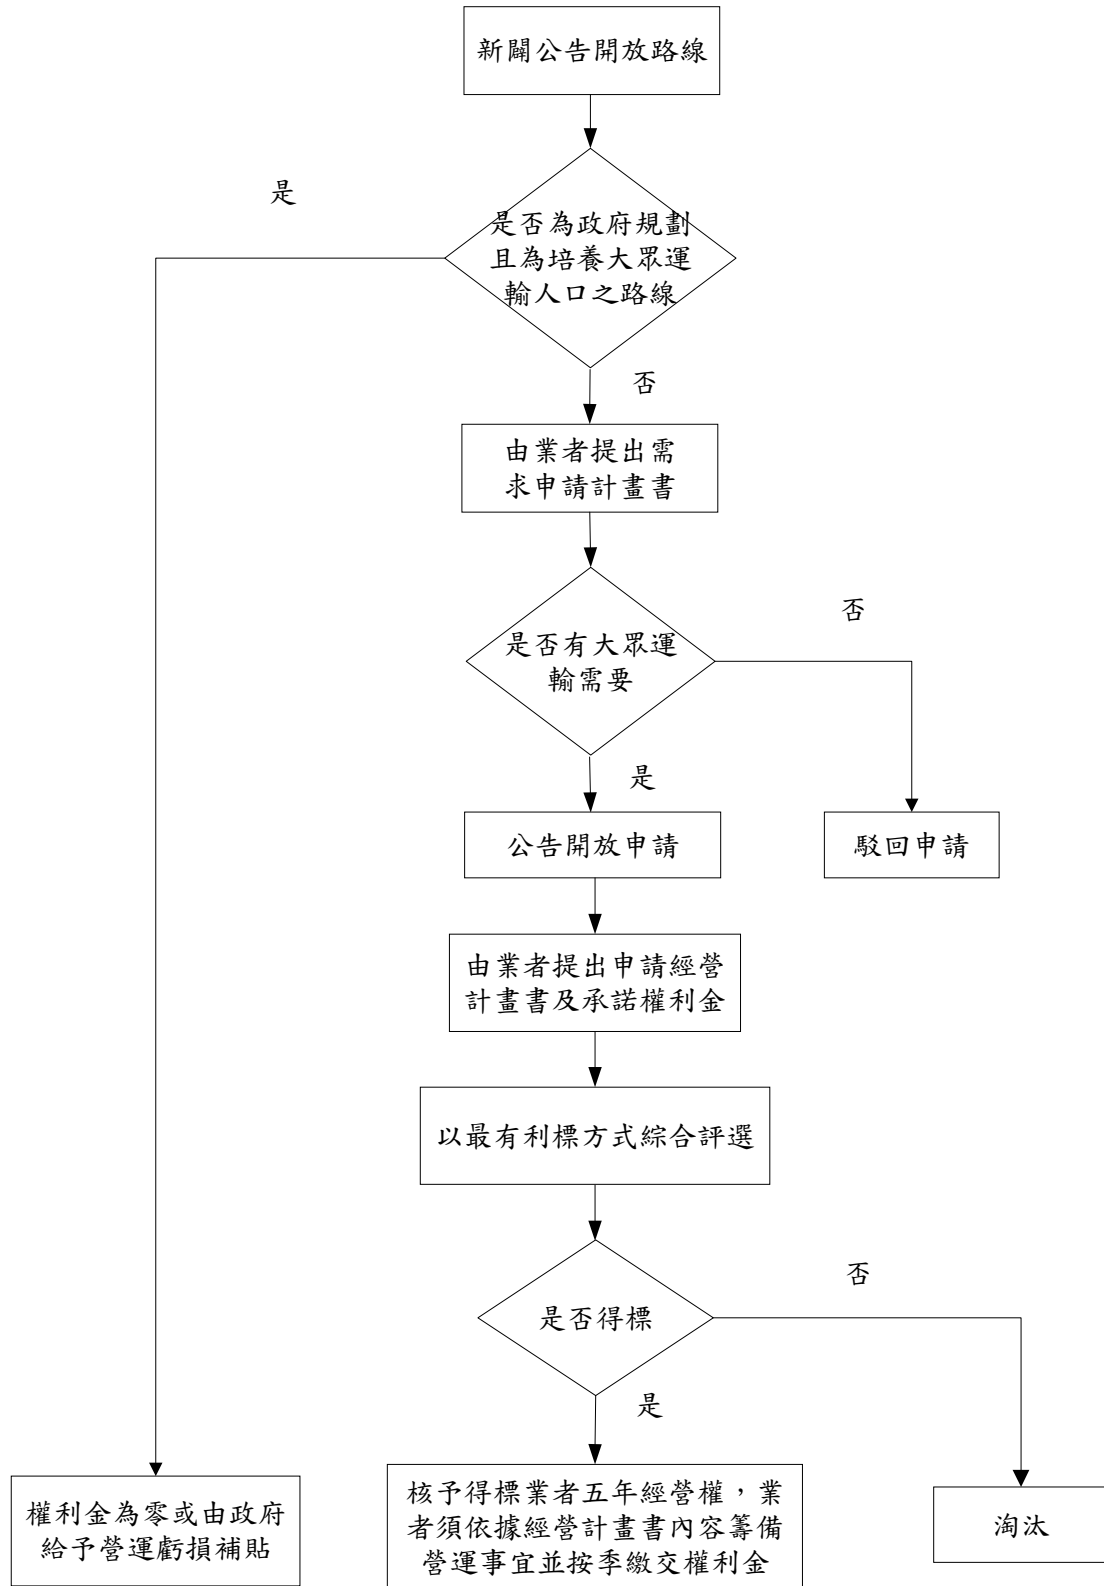 新闢公告開放路線
是
是否為政府規劃
且為培養大眾運
輸人口之路線
否
由業者提出需
求申請計畫書
是否有大眾運
輸需要
否
是
公告開放申請
駁回申請
由業者提出申請經營
計畫書及承諾權利金
以最有利標方式綜合評選
是否得標
否
是
權利金為零或由政府
給予營運虧損補貼
核予得標業者五年經營權，業
者須依據經營計畫書內容籌備
營運事宜並按季繳交權利金
淘汰